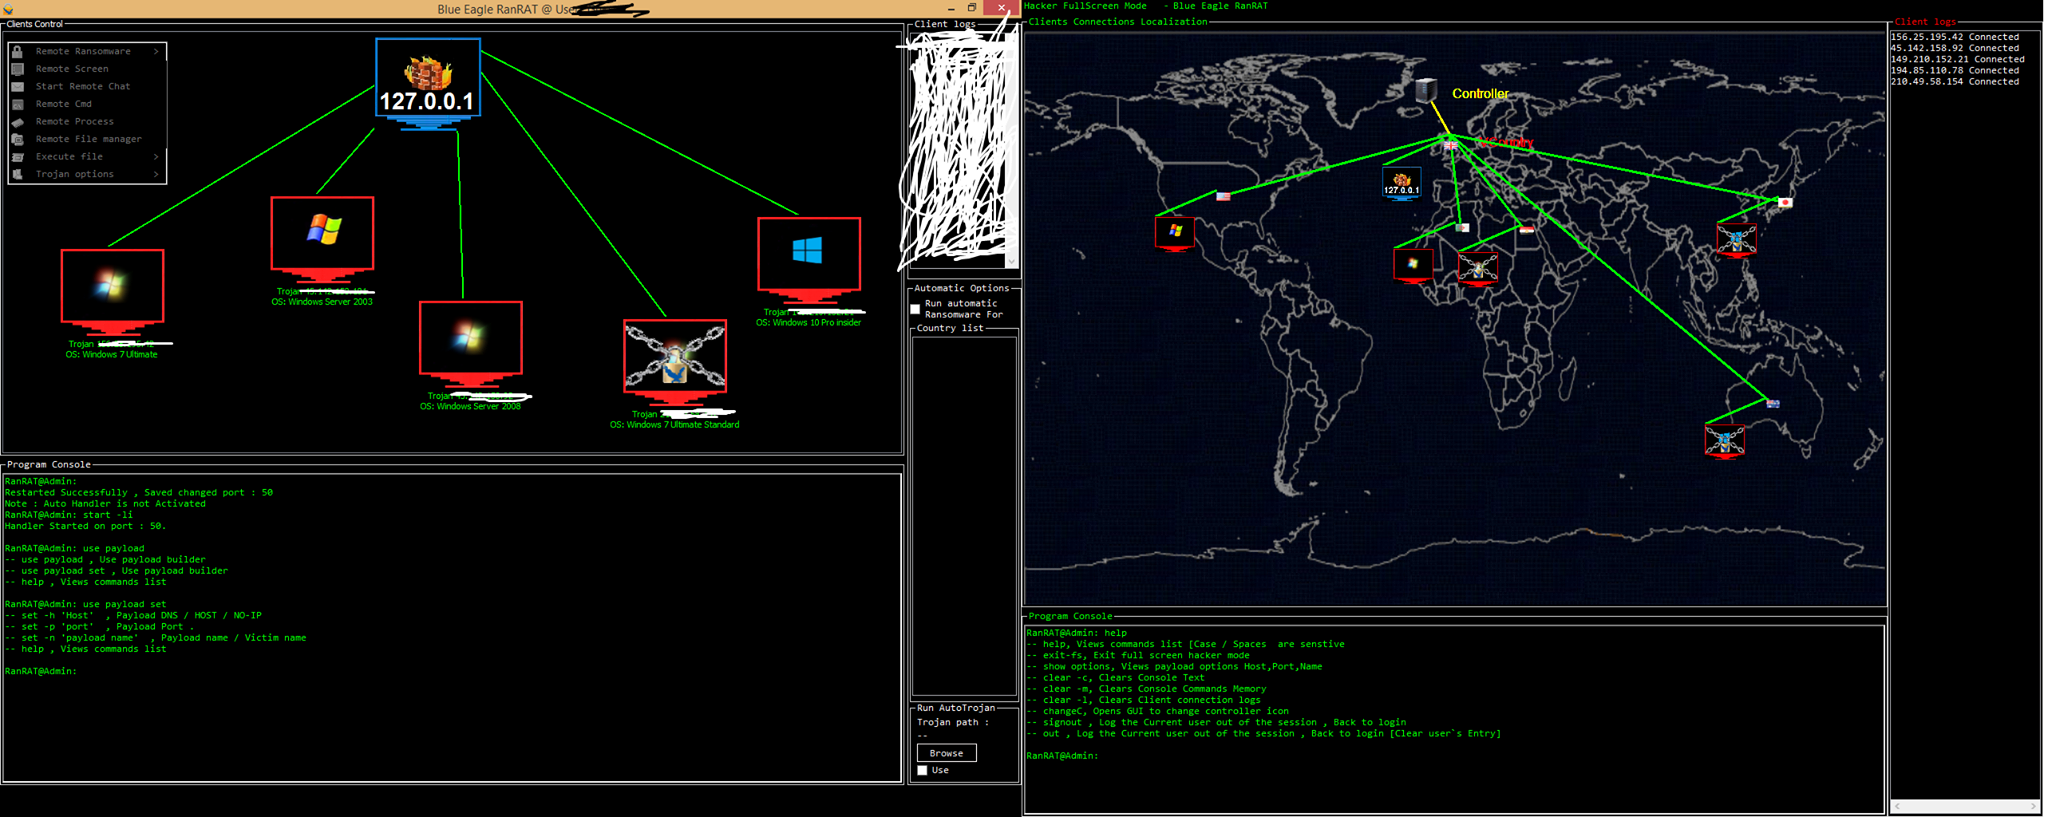 Blue Eagle RanRAT @ Use
Clients Control
Remote Ransomware >
Remote Screen
Start Remote Chat
Remote Cmd
Remote Process
Remote File manager
Execute file >
Trojan options >
127.0.0.1
Trojan
OS: Windows 7 Ultimate
Trojan
OS: Windows Server 2003
Trojan
OS: Windows Server 2008
Trojan
OS: Windows 7 Ultimate Standard
Trojan
OS: Windows 10 Pro insider
Program Console
RanRAT@Admin:
Restarted Successfully , Saved changed port : 50
Note : Auto Handler is not Activated
RanRAT@Admin: start -li
Handler Started on port : 50.
RanRAT@Admin: use payload
-- use payload , Use payload builder
-- use payload set , Use payload builder
-- help , Views commands list
RanRAT@Admin: use payload set
-- set -h 'Host'  , Payload DNS / HOST / NO-IP
-- set -p 'port'  , Payload Port .
-- set -n 'payload name'  , Payload name / Victim name
-- help , Views commands list
RanRAT@Admin:
Client logs
Automatic Options
Run automatic
Ransomware For
Country list
Run AutoTrojan
Trojan path :
--
Browse
Use
Hacker FullScreen Mode   - Blue Eagle RanRAT
Clients Connections Localization
Controller
127.0.0.1
Program Console
RanRAT@Admin: help
-- help, Views commands list [Case / Spaces  are senstive
-- exit-fs, Exit full screen hacker mode
-- show options, Views payload options Host,Port,Name
-- clear -c, Clears Console Text
-- clear -m, Clears Console Commands Memory
-- clear -l, Clears Client connection logs
-- changeC, Opens GUI to change controller icon
-- signout , Log the Current user out of the session , Back to login
-- out , Log the Current user out of the session , Back to login [Clear user`s Entry]
RanRAT@Admin:
Client logs
156.25.195.42 Connected
45.142.158.92 Connected
149.210.152.21 Connected
194.85.110.78 Connected
210.49.58.154 Connected